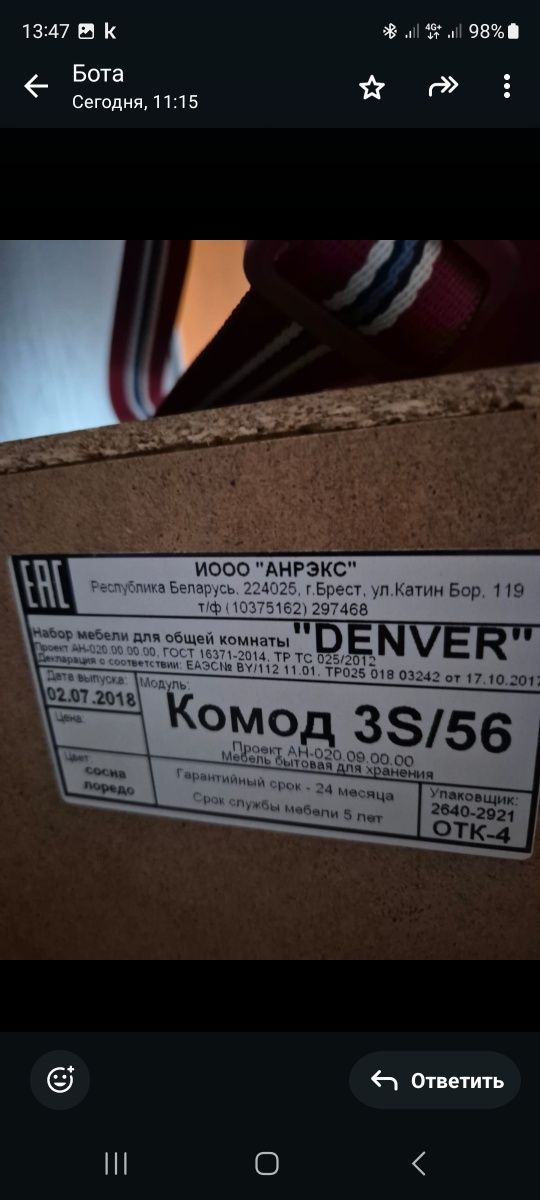 13:47 k 4G+ 98%
Бота
Сегодня, 11:15
EAC
ИООО "АНРЭКС"
Республика Беларусь, 224025, г.Брест, ул.Катин Бор, 119
т/ф (10375162) 297468
Набор мебели для общей комнаты "DENVER"
Проект АН-020.00.00.00, ГОСТ 16371-2014, ТР ТС 025/2012
Декларация о соответствии: ЕАЭС№ BY/112 11.01. ТР025 018 03242 от 17.10.2017
Дата выпуска:
02.07.2018
Модуль:
Комод 3S/56
Проект АН-020.09.00.00
Мебель бытовая для хранения
Цена:
Цвет:
сосна
лоредо
Гарантийный срок - 24 месяца
Срок службы мебели 5 лет
Упаковщик:
2640-2921
ОТК-4
Ответить